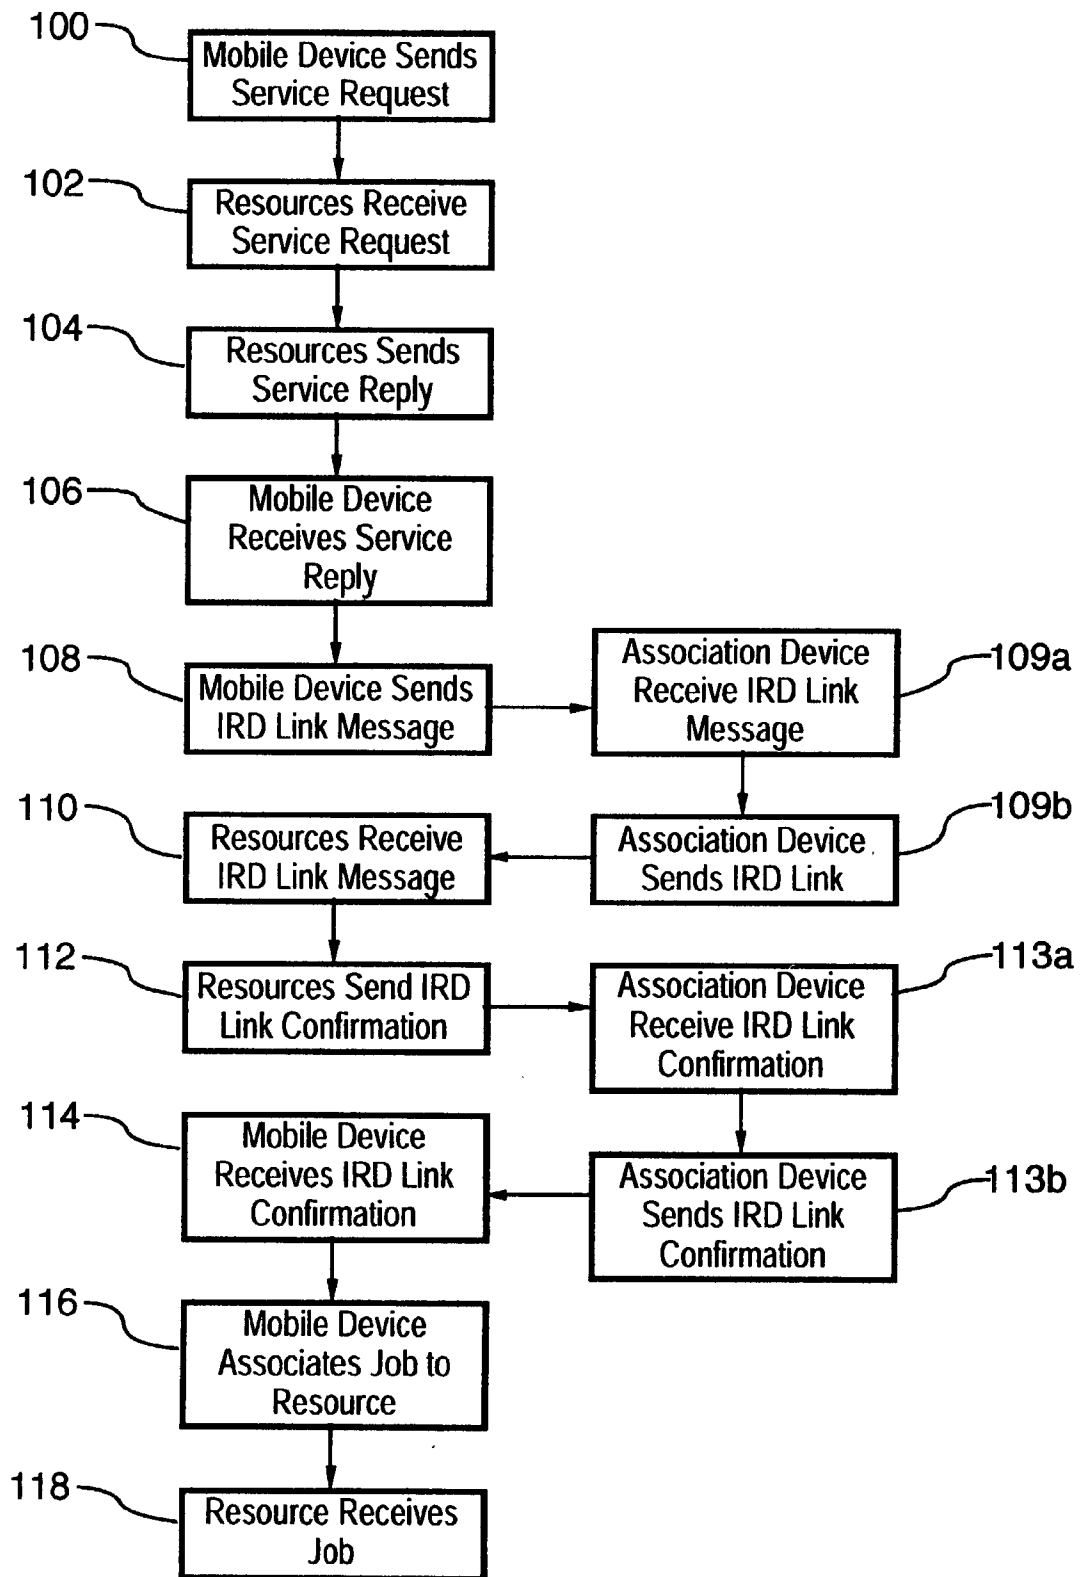 100
Mobile Device Sends
Service Request
102
Resources Receive
Service Request
104
Resources Sends
Service Reply
106
Mobile Device
Receives Service
Reply
108
Mobile Device Sends
IRD Link Message
Association Device
Receive IRD Link
Message
109a
110
Resources Receive
IRD Link Message
Association Device
Sends IRD Link
109b
112
Resources Send IRD
Link Confirmation
Association Device
Receive IRD Link
Confirmation
113a
114
Mobile Device
Receives IRD Link
Confirmation
Association Device
Sends IRD Link
Confirmation
113b
116
Mobile Device
Associates Job to
Resource
118
Resource Receives
Job